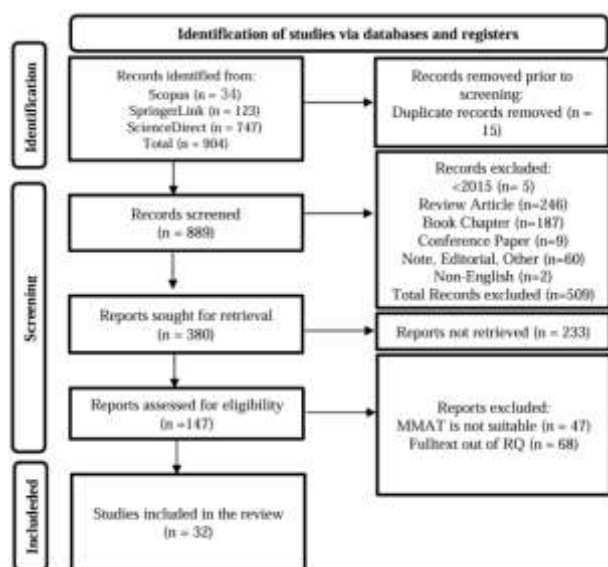 Identification of studies via databases and registers
Identification
Records identified from:
Scopus (n = 34)
SpringerLink (n = 123)
ScienceDirect (n = 747)
Total (n = 904)
Records removed prior to
screening:
Duplicate records removed (n =
15)
Screening
Records screened
(n = 889)
Records excluded:
<2015 (n= 5)
Review Article (n=246)
Book Chapter (n=187)
Conference Paper (n=9)
Note, Editorial, Other (n=60)
Non-English (n=2)
Total Records excluded (n=509)
Reports sought for retrieval
(n = 380)
Reports not retrieved (n = 233)
Reports assessed for eligibility
(n =147)
Reports excluded:
MMAT is not suitable (n = 47)
Fulltext out of RQ (n = 68)
Includeded
Studies included in the review
(n = 32)